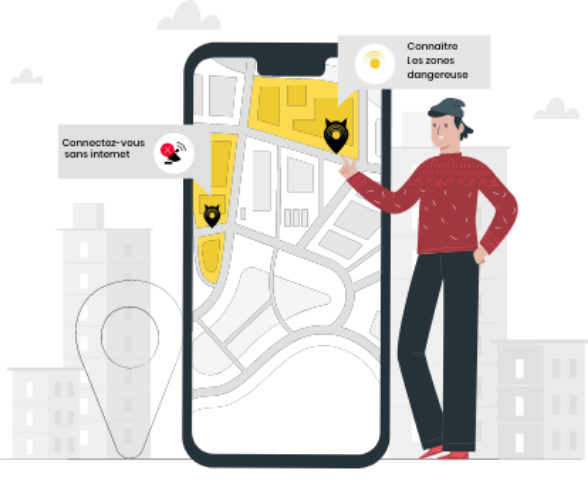 Connaitre
Les zones
dangereuse
Connectez-vous
sans internet